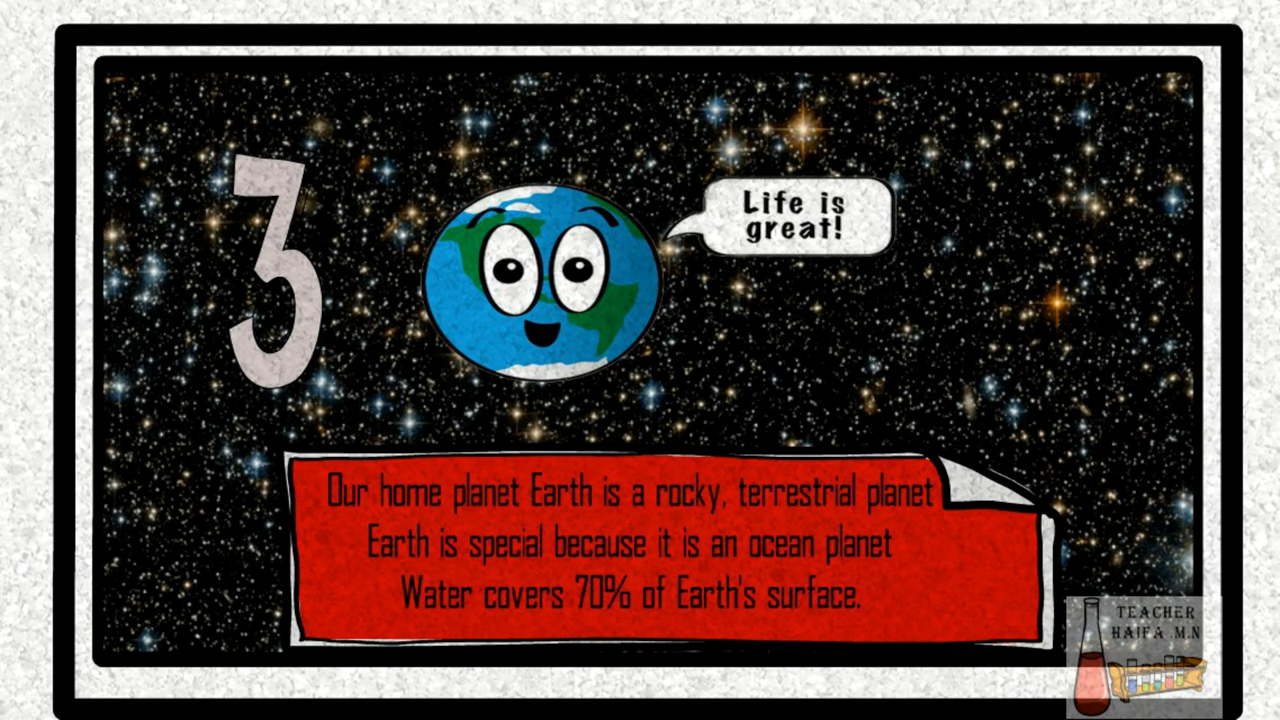 3
Life is
great!
Our home planet Earth is a rocky, terrestrial planet
Earth is special because it is an ocean planet
Water covers 70% of Earth's surface.
TEACHER
HAIFA .M.N